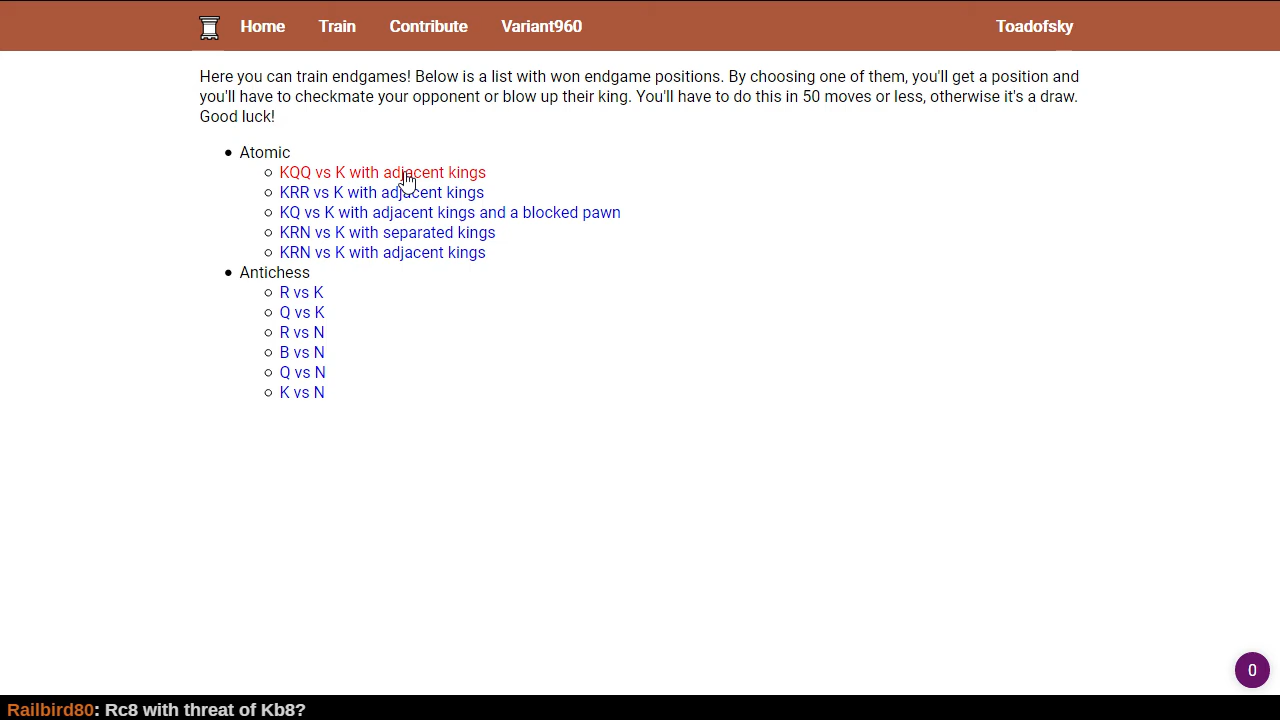 Home Train Contribute Variant960 Toadofsky
Here you can train endgames! Below is a list with won endgame positions. By choosing one of them, you'll get a position and
you'll have to checkmate your opponent or blow up their king. You'll have to do this in 50 moves or less, otherwise it's a draw.
Good luck!
Atomic
KQQ vs K with adjacent kings
KRR vs K with adjacent kings
KQ vs K with adjacent kings and a blocked pawn
KRN vs K with separated kings
KRN vs K with adjacent kings
Antichess
R vs K
Q vs K
R vs N
B vs N
Q vs N
K vs N
0
Railbird80: Rc8 with threat of Kb8?